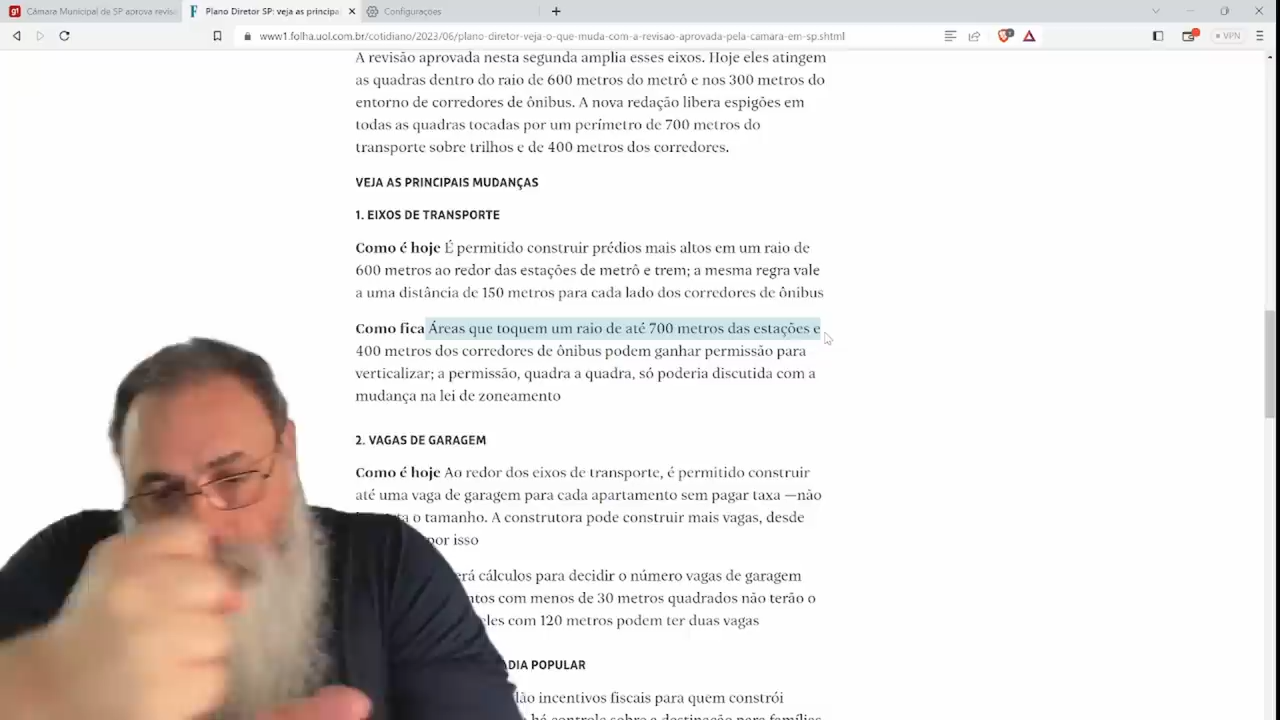 Câmara Municipal de SP aprova revis
Plano Diretor SP: veja as principa
Configurações
www1.folha.uol.com.br/cotidiano/2023/06/plano-diretor-veja-o-que-muda-com-a-revisao-aprovada-pela-camara-em-sp.shtml
VPN
A revisão aprovada nesta segunda amplia esses eixos. Hoje eles atingem
as quadras dentro do raio de 600 metros do metrô e nos 300 metros do
entorno de corredores de ônibus. A nova redação libera espigões em
todas as quadras tocadas por um perímetro de 700 metros do
transporte sobre trilhos e de 400 metros dos corredores.
VEJA AS PRINCIPAIS MUDANÇAS
1. EIXOS DE TRANSPORTE
Como é hoje É permitido construir prédios mais altos em um raio de
600 metros ao redor das estações de metrô e trem; a mesma regra vale
a uma distância de 150 metros para cada lado dos corredores de ônibus
Como fica Áreas que toquem um raio de até 700 metros das estações e
400 metros dos corredores de ônibus podem ganhar permissão para
verticalizar; a permissão, quadra a quadra, só poderia discutida com a
mudança na lei de zoneamento
2. VAGAS DE GARAGEM
Como é hoje Ao redor dos eixos de transporte, é permitido construir
até uma vaga de garagem para cada apartamento sem pagar taxa —não
o tamanho. A construtora pode construir mais vagas, desde
por isso
erá cálculos para decidir o número vagas de garagem
ntos com menos de 30 metros quadrados não terão o
eles com 120 metros podem ter duas vagas
DIA POPULAR
lão incentivos fiscais para quem constrói
há controle sobre a destinação para famílias